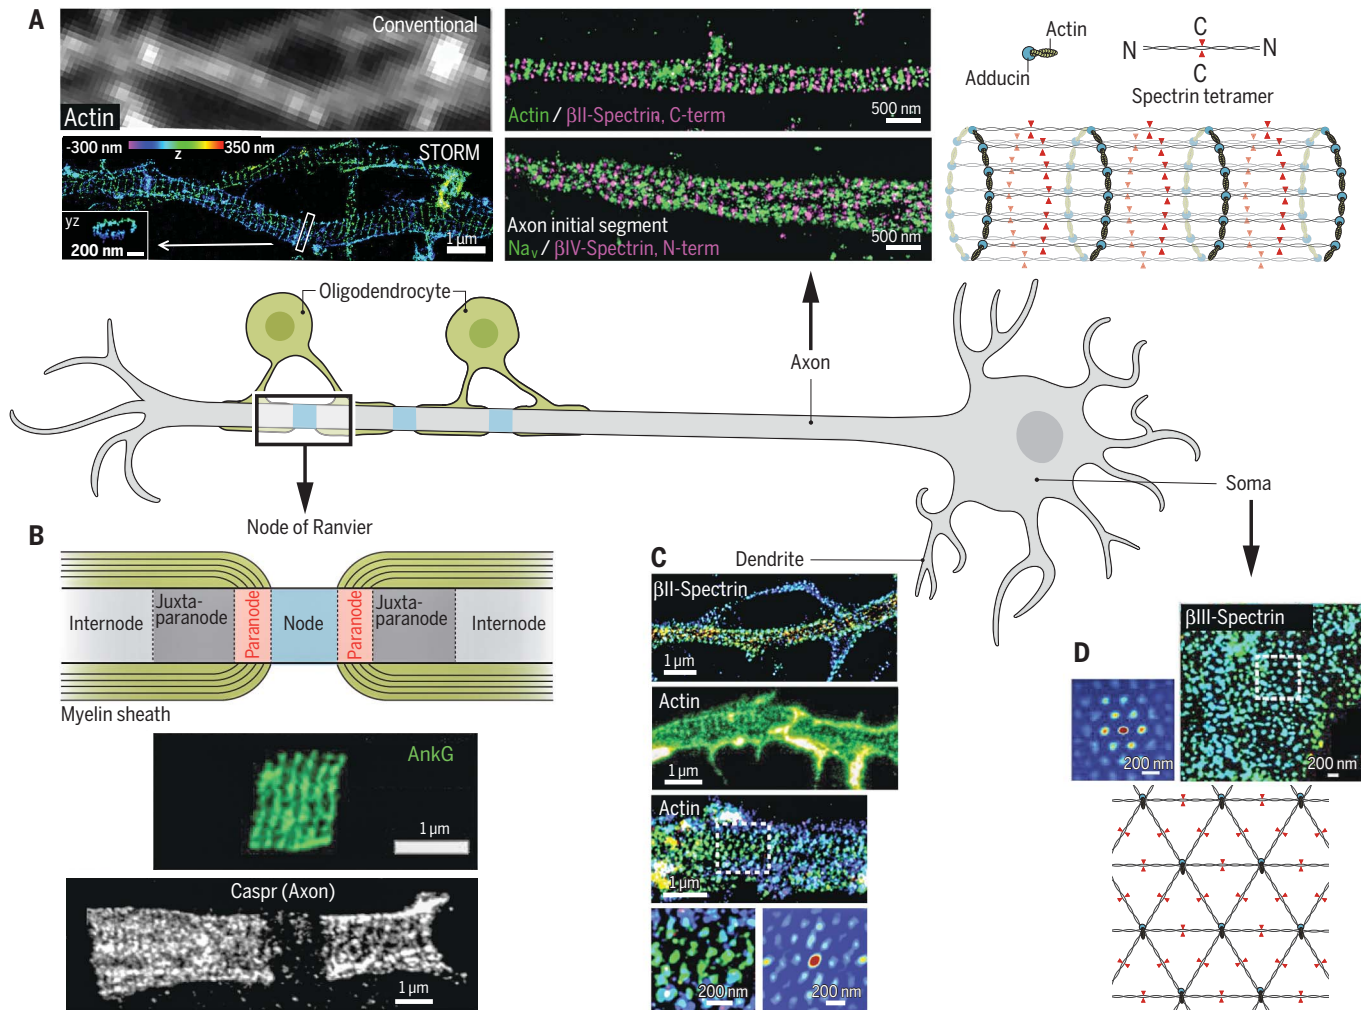 A
Conventional
Actin
-300 nm
z
350 nm
STORM
yz
200 nm
1 µm
Actin / βII-Spectrin, C-term
500 nm
Axon initial segment
Naᵥ / βIV-Spectrin, N-term
500 nm
Actin
Adducin
C
N
N
C
Spectrin tetramer
Oligodendrocyte
Axon
Soma
Node of Ranvier
Dendrite
B
Internode
Juxta-
paranode
Paranode
Node
Paranode
Juxta-
paranode
Internode
Myelin sheath
AnkG
1 µm
Caspr (Axon)
1 µm
C
βII-Spectrin
1 µm
Actin
1 µm
Actin
1 µm
200 nm
200 nm
D
βIII-Spectrin
200 nm
200 nm